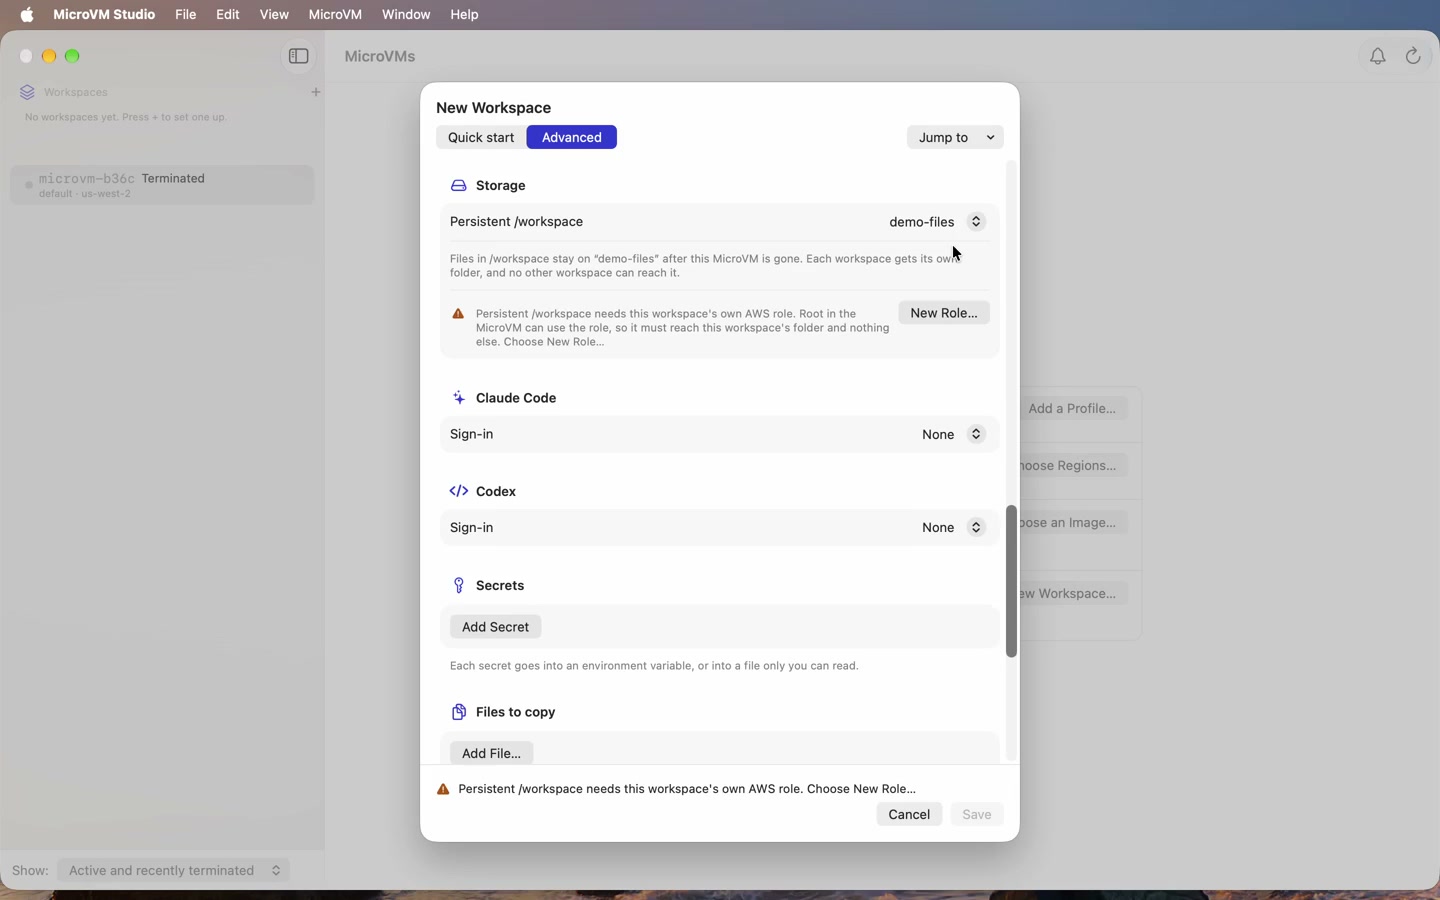 MicroVM Studio File Edit View MicroVM Window Help
MicroVMs
Workspaces +
No workspaces yet. Press + to set one up.
microvm-b36c Terminated
default · us-west-2
New Workspace
Quick start Advanced Jump to
Storage
Persistent /workspace demo-files
Files in /workspace stay on “demo-files” after this MicroVM is gone. Each workspace gets its own
folder, and no other workspace can reach it.
Persistent /workspace needs this workspace's own AWS role. Root in the
MicroVM can use the role, so it must reach this workspace's folder and nothing
else. Choose New Role...
New Role...
Claude Code
Sign-in None
</> Codex
Sign-in None
Secrets
Add Secret
Each secret goes into an environment variable, or into a file only you can read.
Files to copy
Add File...
Persistent /workspace needs this workspace's own AWS role. Choose New Role...
Cancel Save
Add a Profile...
Regions...
an Image...
Workspace...
Show: Active and recently terminated